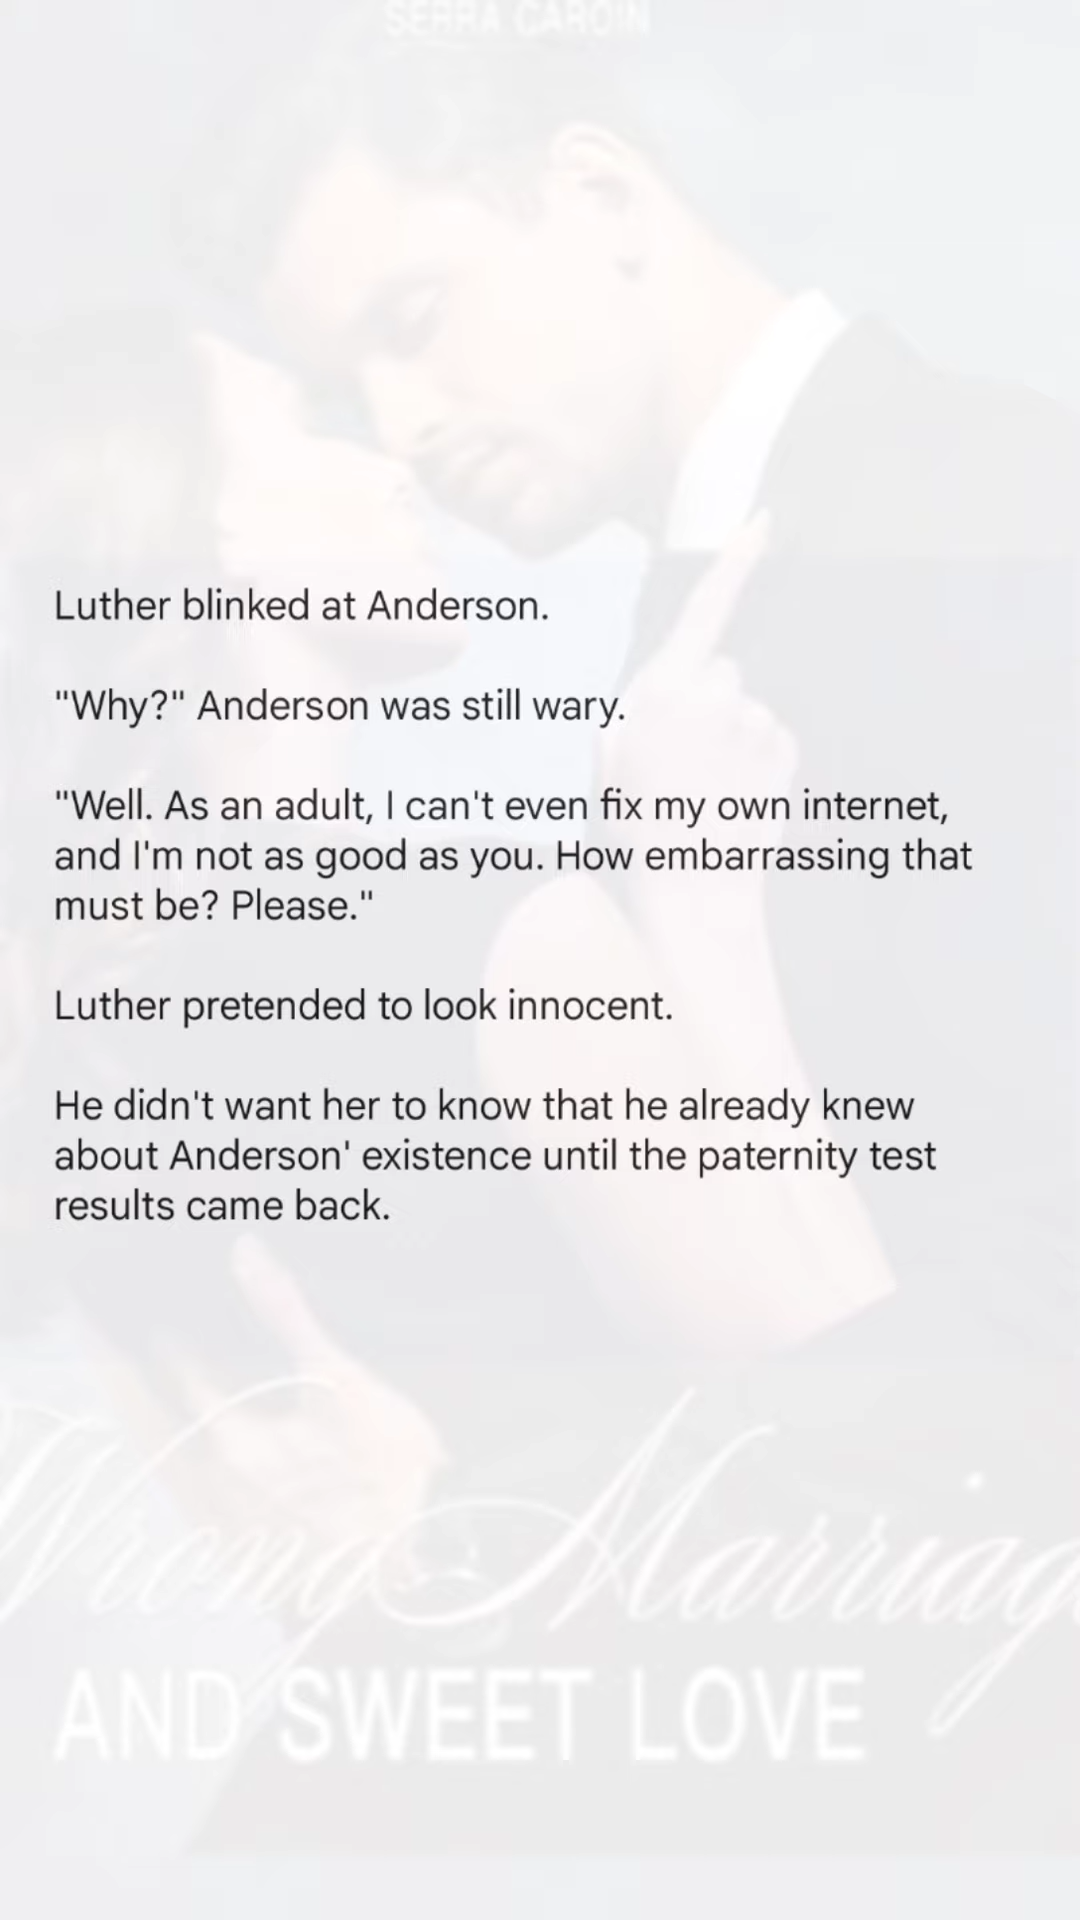 SERRA CARDIN
Luther blinked at Anderson.
"Why?" Anderson was still wary.
"Well. As an adult, I can't even fix my own internet,
and I'm not as good as you. How embarrassing that
must be? Please."
Luther pretended to look innocent.
He didn't want her to know that he already knew
about Anderson' existence until the paternity test
results came back.
Wrong Marriag
AND SWEET LOVE